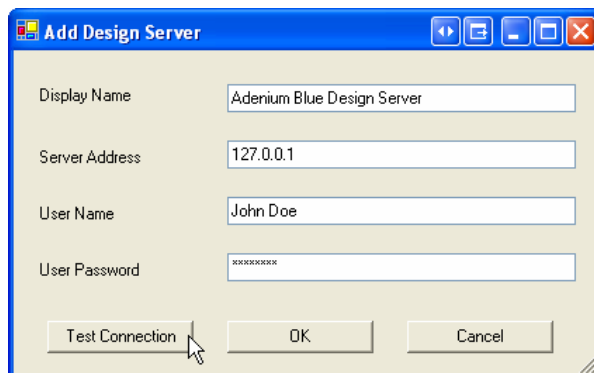 Add Design Server
Display Name Adenium Blue Design Server
Server Address 127.0.0.1
User Name John Doe
User Password ********
Test Connection OK Cancel